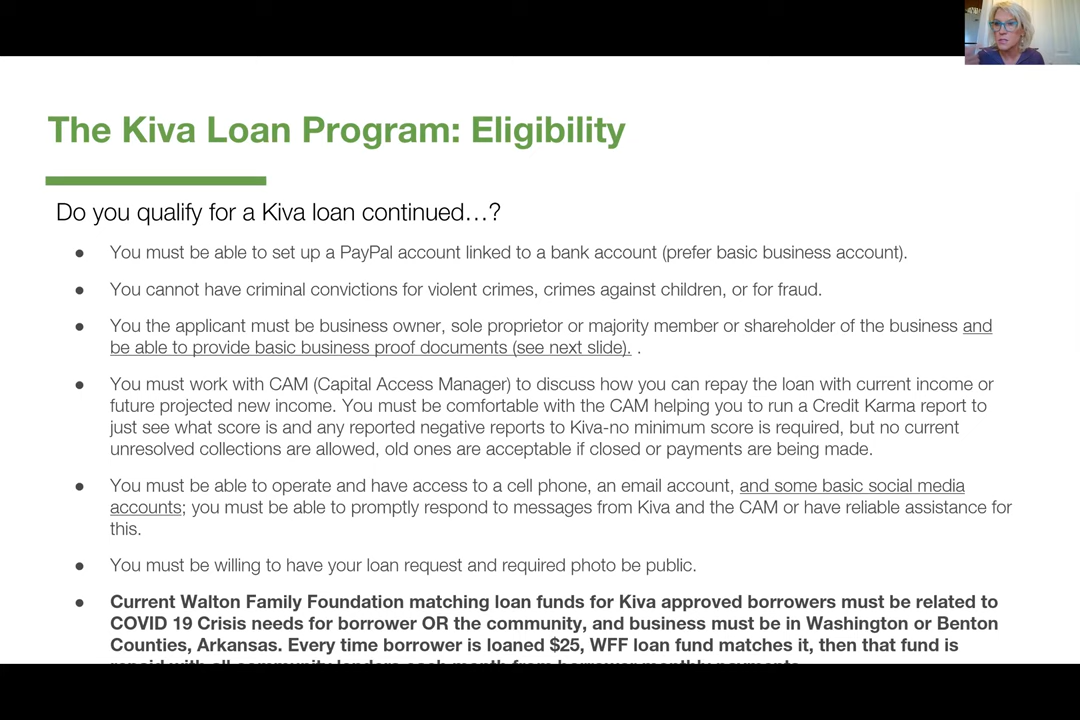 The Kiva Loan Program: Eligibility
Do you qualify for a Kiva loan continued…?
● You must be able to set up a PayPal account linked to a bank account (prefer basic business account).
● You cannot have criminal convictions for violent crimes, crimes against children, or for fraud.
● You the applicant must be business owner, sole proprietor or majority member or shareholder of the business and
be able to provide basic business proof documents (see next slide). .
● You must work with CAM (Capital Access Manager) to discuss how you can repay the loan with current income or
future projected new income. You must be comfortable with the CAM helping you to run a Credit Karma report to
just see what score is and any reported negative reports to Kiva-no minimum score is required, but no current
unresolved collections are allowed, old ones are acceptable if closed or payments are being made.
● You must be able to operate and have access to a cell phone, an email account, and some basic social media
accounts; you must be able to promptly respond to messages from Kiva and the CAM or have reliable assistance for
this.
● You must be willing to have your loan request and required photo be public.
● Current Walton Family Foundation matching loan funds for Kiva approved borrowers must be related to
COVID 19 Crisis needs for borrower OR the community, and business must be in Washington or Benton
Counties, Arkansas. Every time borrower is loaned $25, WFF loan fund matches it, then that fund is
repaid with all community lenders each month from borrower monthly payments.